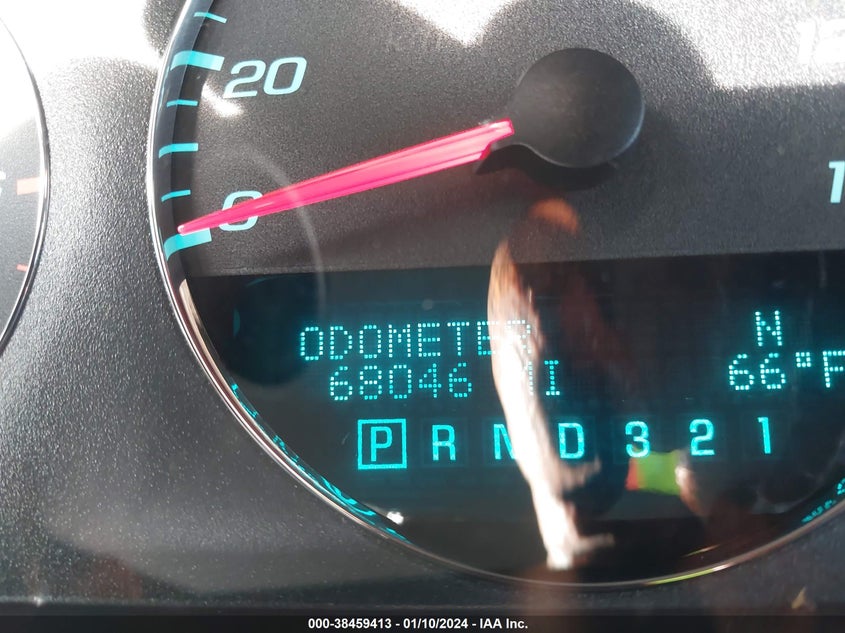 20
0
ODOMETER N
68046 MI 66°F
P R N D 3 2 1
000-38459413 - 01/10/2024 - IAA Inc.